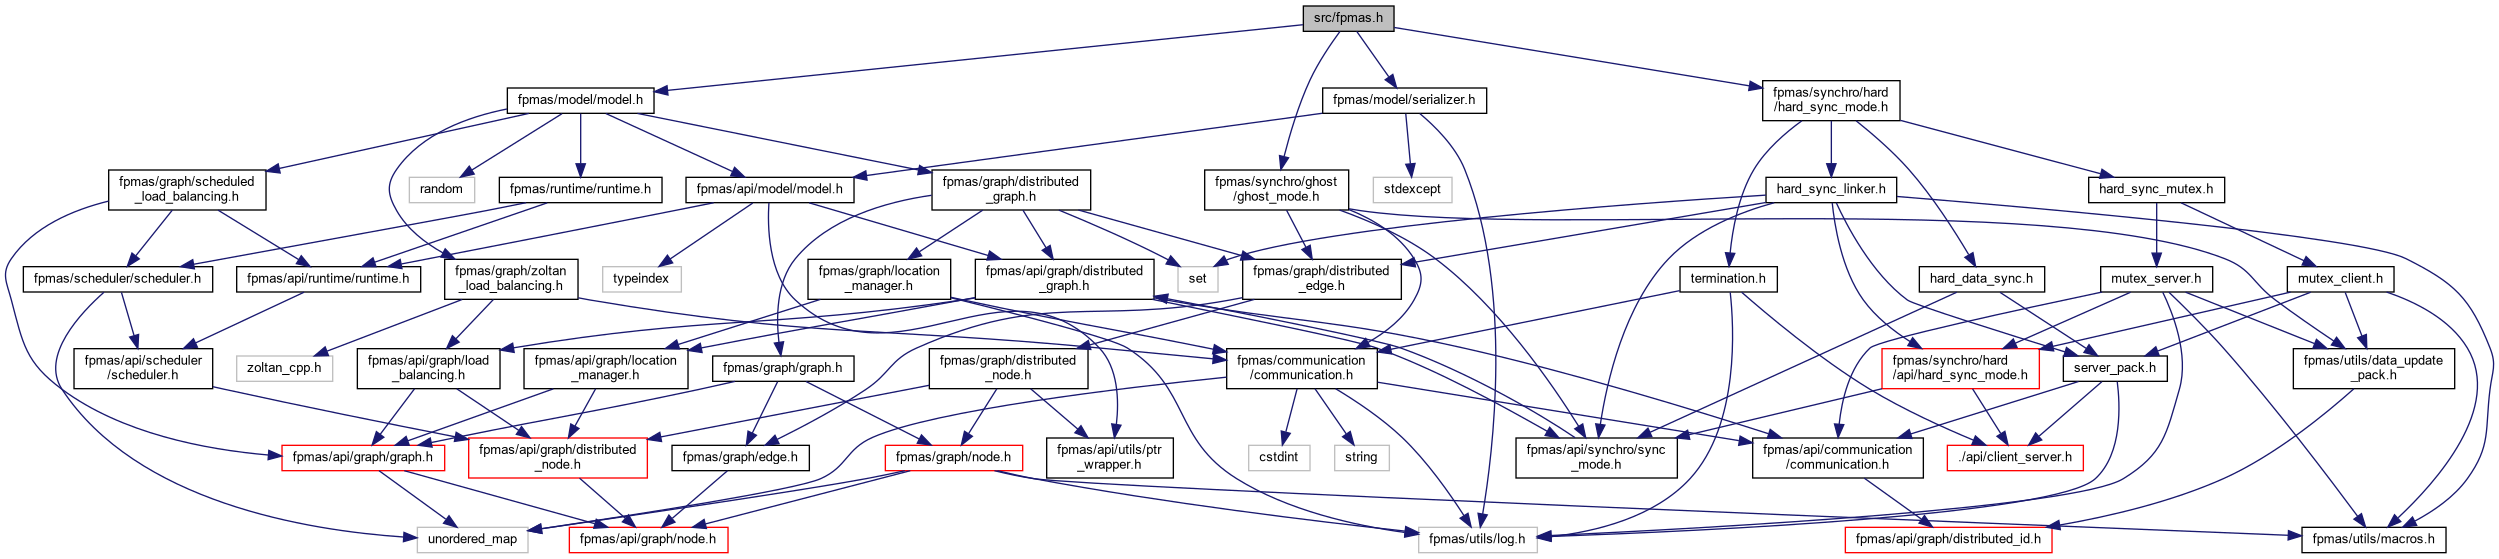 src/fpmas.h
fpmas/model/model.h
fpmas/model/serializer.h
fpmas/synchro/hard
/hard_sync_mode.h
fpmas/graph/scheduled
_load_balancing.h
random
fpmas/runtime/runtime.h
fpmas/api/model/model.h
fpmas/graph/distributed
_graph.h
fpmas/synchro/ghost
/ghost_mode.h
stdexcept
hard_sync_linker.h
hard_sync_mutex.h
fpmas/scheduler/scheduler.h
fpmas/api/runtime/runtime.h
fpmas/graph/zoltan
_load_balancing.h
typeindex
fpmas/graph/location
_manager.h
fpmas/api/graph/distributed
_graph.h
set
fpmas/graph/distributed
_edge.h
termination.h
hard_data_sync.h
mutex_server.h
mutex_client.h
fpmas/api/scheduler
/scheduler.h
zoltan_cpp.h
fpmas/api/graph/load
_balancing.h
fpmas/api/graph/location
_manager.h
fpmas/graph/graph.h
fpmas/graph/distributed
_node.h
fpmas/communication
/communication.h
fpmas/synchro/hard
/api/hard_sync_mode.h
server_pack.h
fpmas/utils/data_update
_pack.h
fpmas/api/graph/graph.h
fpmas/api/graph/distributed
_node.h
fpmas/graph/edge.h
fpmas/graph/node.h
fpmas/api/utils/ptr
_wrapper.h
cstdint
string
fpmas/api/synchro/sync
_mode.h
fpmas/api/communication
/communication.h
./api/client_server.h
unordered_map
fpmas/api/graph/node.h
fpmas/utils/log.h
fpmas/api/graph/distributed_id.h
fpmas/utils/macros.h